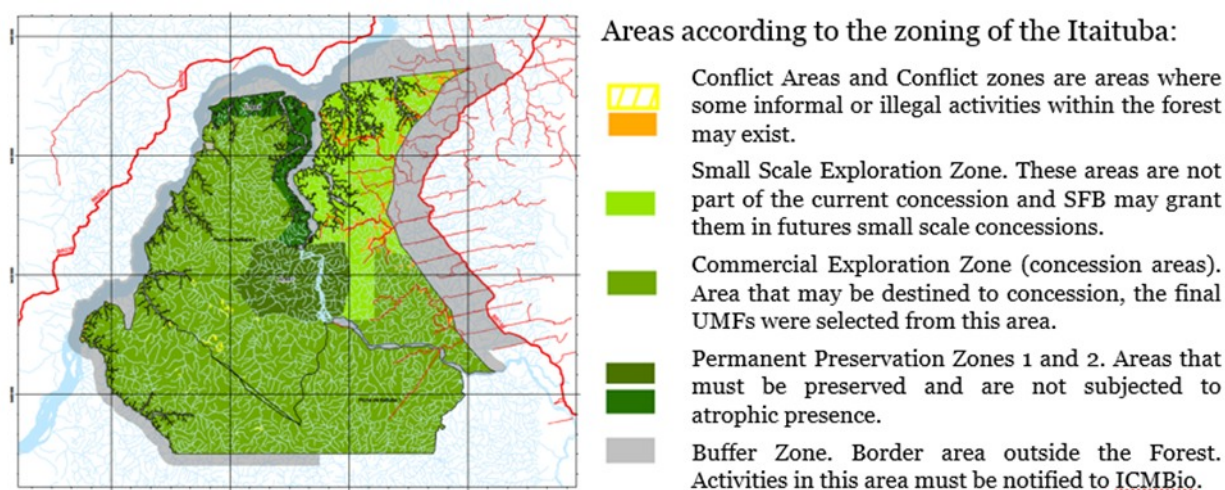 Areas according to the zoning of the Itaituba:
Conflict Areas and Conflict zones are areas where
some informal or illegal activities within the forest
may exist.
Small Scale Exploration Zone. These areas are not
part of the current concession and SFB may grant
them in futures small scale concessions.
Commercial Exploration Zone (concession areas).
Area that may be destined to concession, the final
UMFs were selected from this area.
Permanent Preservation Zones 1 and 2. Areas that
must be preserved and are not subjected to
atrophic presence.
Buffer Zone. Border area outside the Forest.
Activities in this area must be notified to ICMBio.